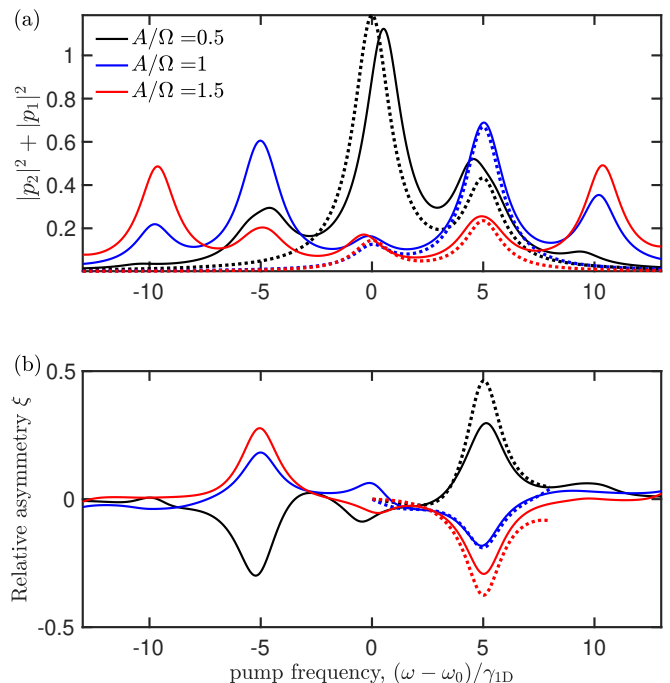 (a)
|p₂|² + |p₁|²
1
0.8
0.6
0.4
0.2
A/Ω =0.5
A/Ω =1
A/Ω =1.5
-10 -5 0 5 10
(b)
Relative asymmetry ξ
0.5
0
-0.5
-10 -5 0 5 10
pump frequency, (ω − ω₀)/γ₁D